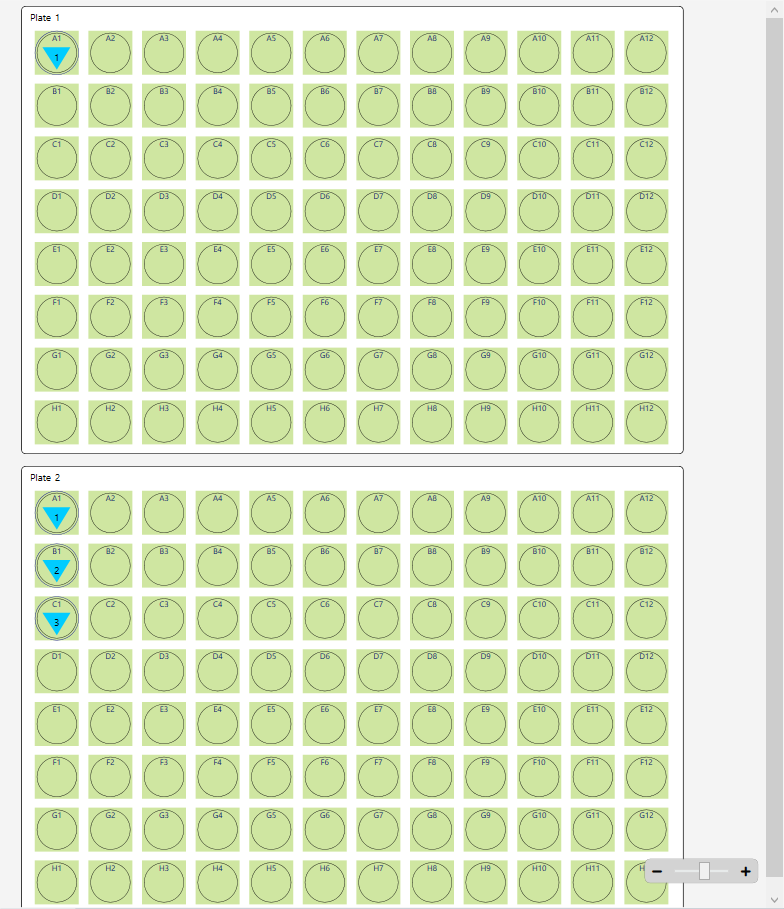 Plate 1
A1 A2 A3 A4 A5 A6 A7 A8 A9 A10 A11 A12
1
B1 B2 B3 B4 B5 B6 B7 B8 B9 B10 B11 B12
C1 C2 C3 C4 C5 C6 C7 C8 C9 C10 C11 C12
D1 D2 D3 D4 D5 D6 D7 D8 D9 D10 D11 D12
E1 E2 E3 E4 E5 E6 E7 E8 E9 E10 E11 E12
F1 F2 F3 F4 F5 F6 F7 F8 F9 F10 F11 F12
G1 G2 G3 G4 G5 G6 G7 G8 G9 G10 G11 G12
H1 H2 H3 H4 H5 H6 H7 H8 H9 H10 H11 H12
Plate 2
A1 A2 A3 A4 A5 A6 A7 A8 A9 A10 A11 A12
1
B1 B2 B3 B4 B5 B6 B7 B8 B9 B10 B11 B12
2
C1 C2 C3 C4 C5 C6 C7 C8 C9 C10 C11 C12
3
D1 D2 D3 D4 D5 D6 D7 D8 D9 D10 D11 D12
E1 E2 E3 E4 E5 E6 E7 E8 E9 E10 E11 E12
F1 F2 F3 F4 F5 F6 F7 F8 F9 F10 F11 F12
G1 G2 G3 G4 G5 G6 G7 G8 G9 G10 G11 G12
H1 H2 H3 H4 H5 H6 H7 H8 H9 H10 H11